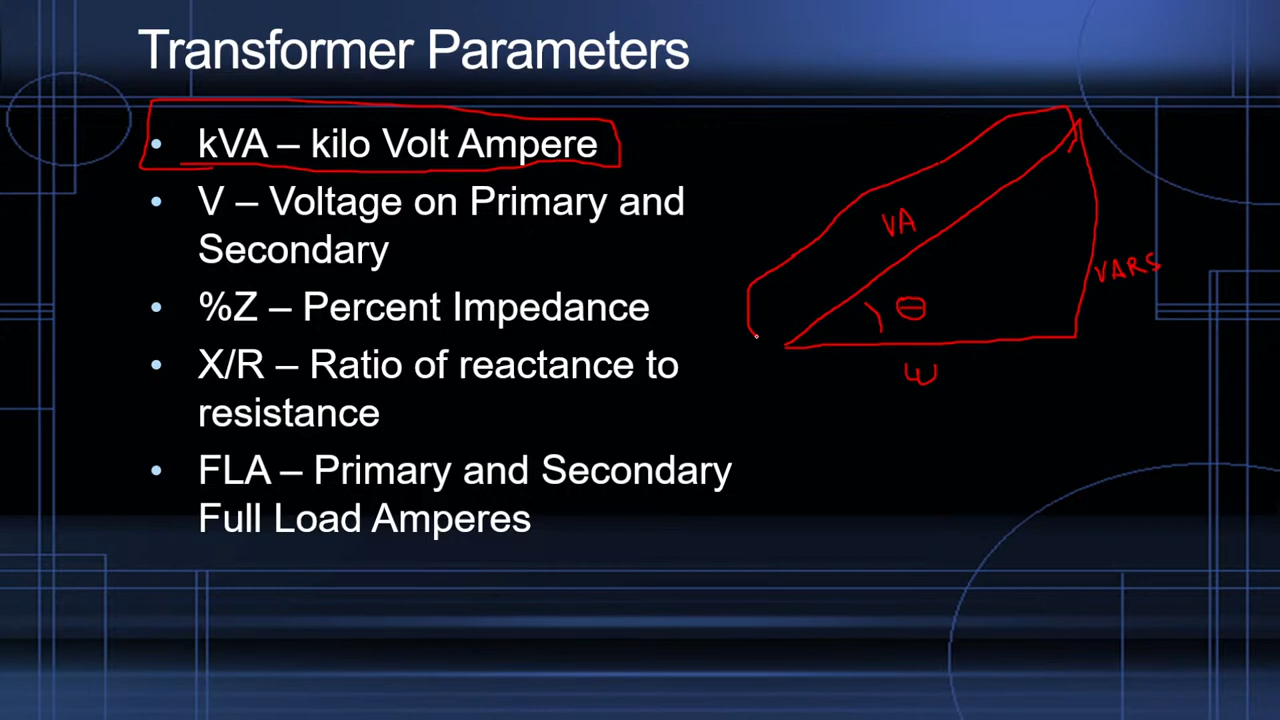 Transformer Parameters
• kVA – kilo Volt Ampere
• V – Voltage on Primary and
Secondary
• %Z – Percent Impedance
• X/R – Ratio of reactance to
resistance
• FLA – Primary and Secondary
Full Load Amperes
VA
VARS
Θ
W